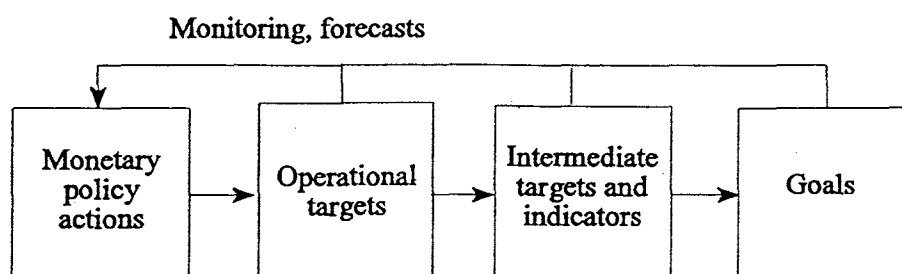 Monitoring, forecasts
Monetary
policy
actions
Operational
targets
Intermediate
targets and
indicators
Goals